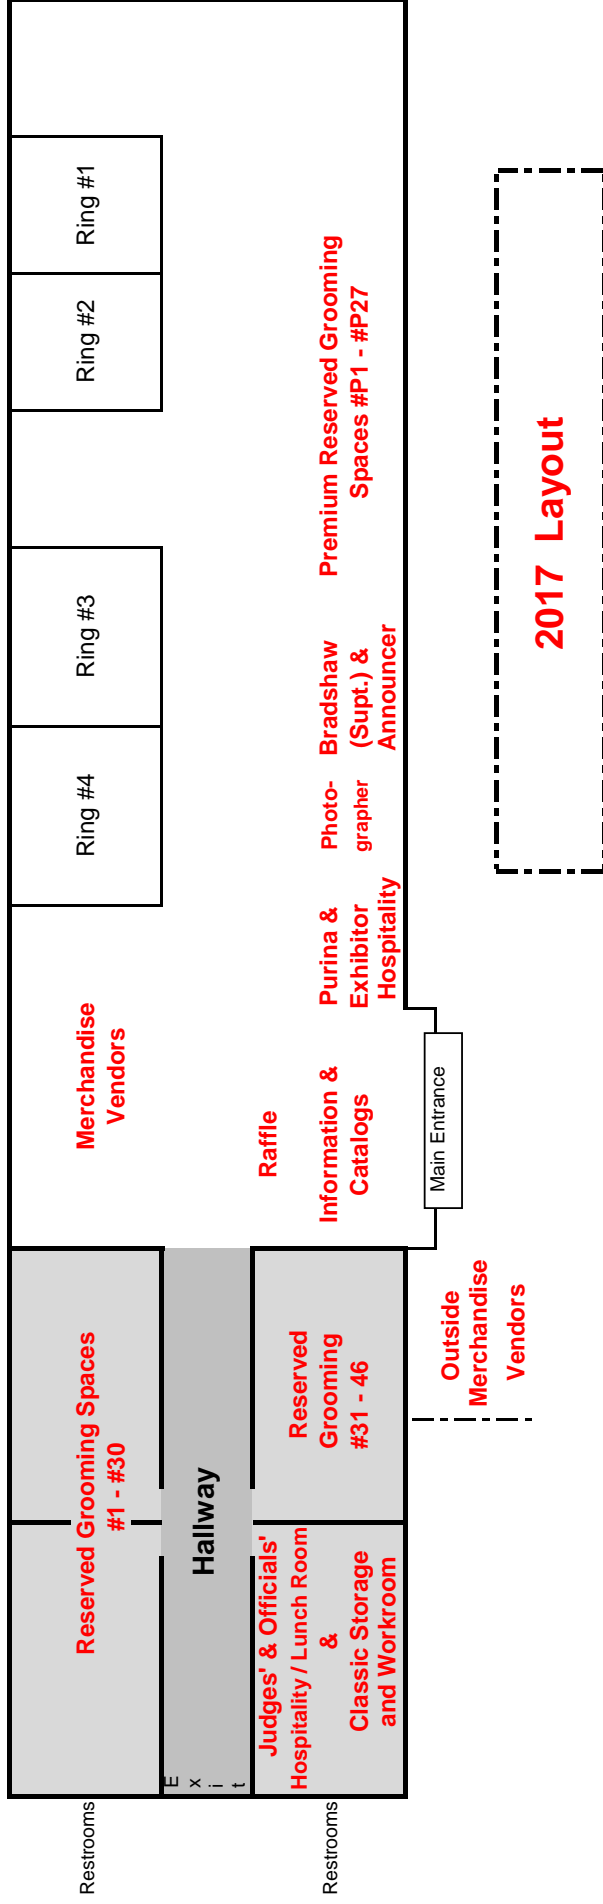 Restrooms
Restrooms
E
x
i
t
Reserved Grooming Spaces
#1 - #30
Hallway
Judges' & Officials'
Hospitality / Lunch Room
&
Classic Storage
and Workroom
Reserved
Grooming
#31 - 46
Outside
Merchandise
Vendors
Merchandise
Vendors
Raffle
Information &
Catalogs
Main Entrance
Purina &
Exhibitor
Hospitality
Photo-
grapher
Bradshaw
(Supt.) &
Announcer
Premium Reserved Grooming
Spaces #P1 - #P27
Ring #4
Ring #3
Ring #2
Ring #1
2017 Layout